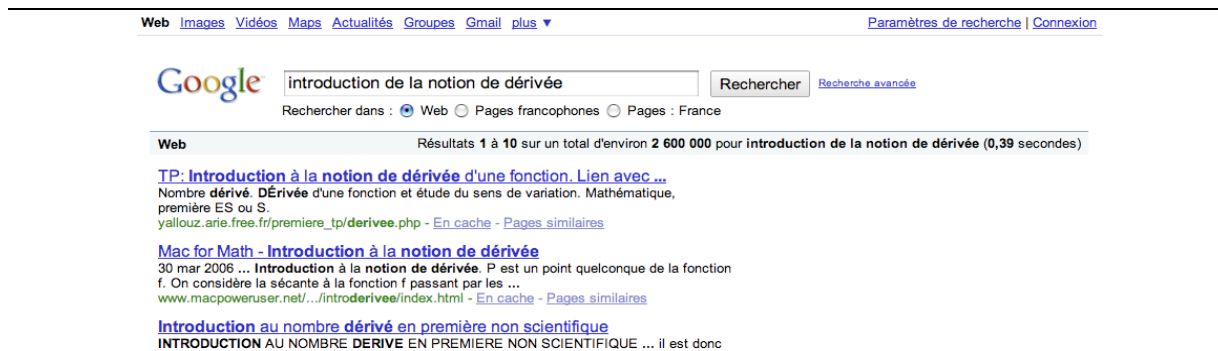 Web Images Vidéos Maps Actualités Groupes Gmail plus ▼ Paramètres de recherche | Connexion
Google introduction de la notion de dérivée Rechercher Recherche avancée
Rechercher dans : Web Pages francophones Pages : France
Web Résultats 1 à 10 sur un total d'environ 2 600 000 pour introduction de la notion de dérivée (0,39 secondes)
TP: Introduction à la notion de dérivée d'une fonction. Lien avec ...
Nombre dérivé. DÉrivée d'une fonction et étude du sens de variation. Mathématique,
première ES ou S.
yallouz.arie.free.fr/premiere_tp/derivee.php - En cache - Pages similaires
Mac for Math - Introduction à la notion de dérivée
30 mar 2006 ... Introduction à la notion de dérivée. P est un point quelconque de la fonction
f. On considère la sécante à la fonction f passant par les ...
www.macpoweruser.net/.../introderivee/index.html - En cache - Pages similaires
Introduction au nombre dérivé en première non scientifique
INTRODUCTION AU NOMBRE DERIVE EN PREMIERE NON SCIENTIFIQUE ... il est donc